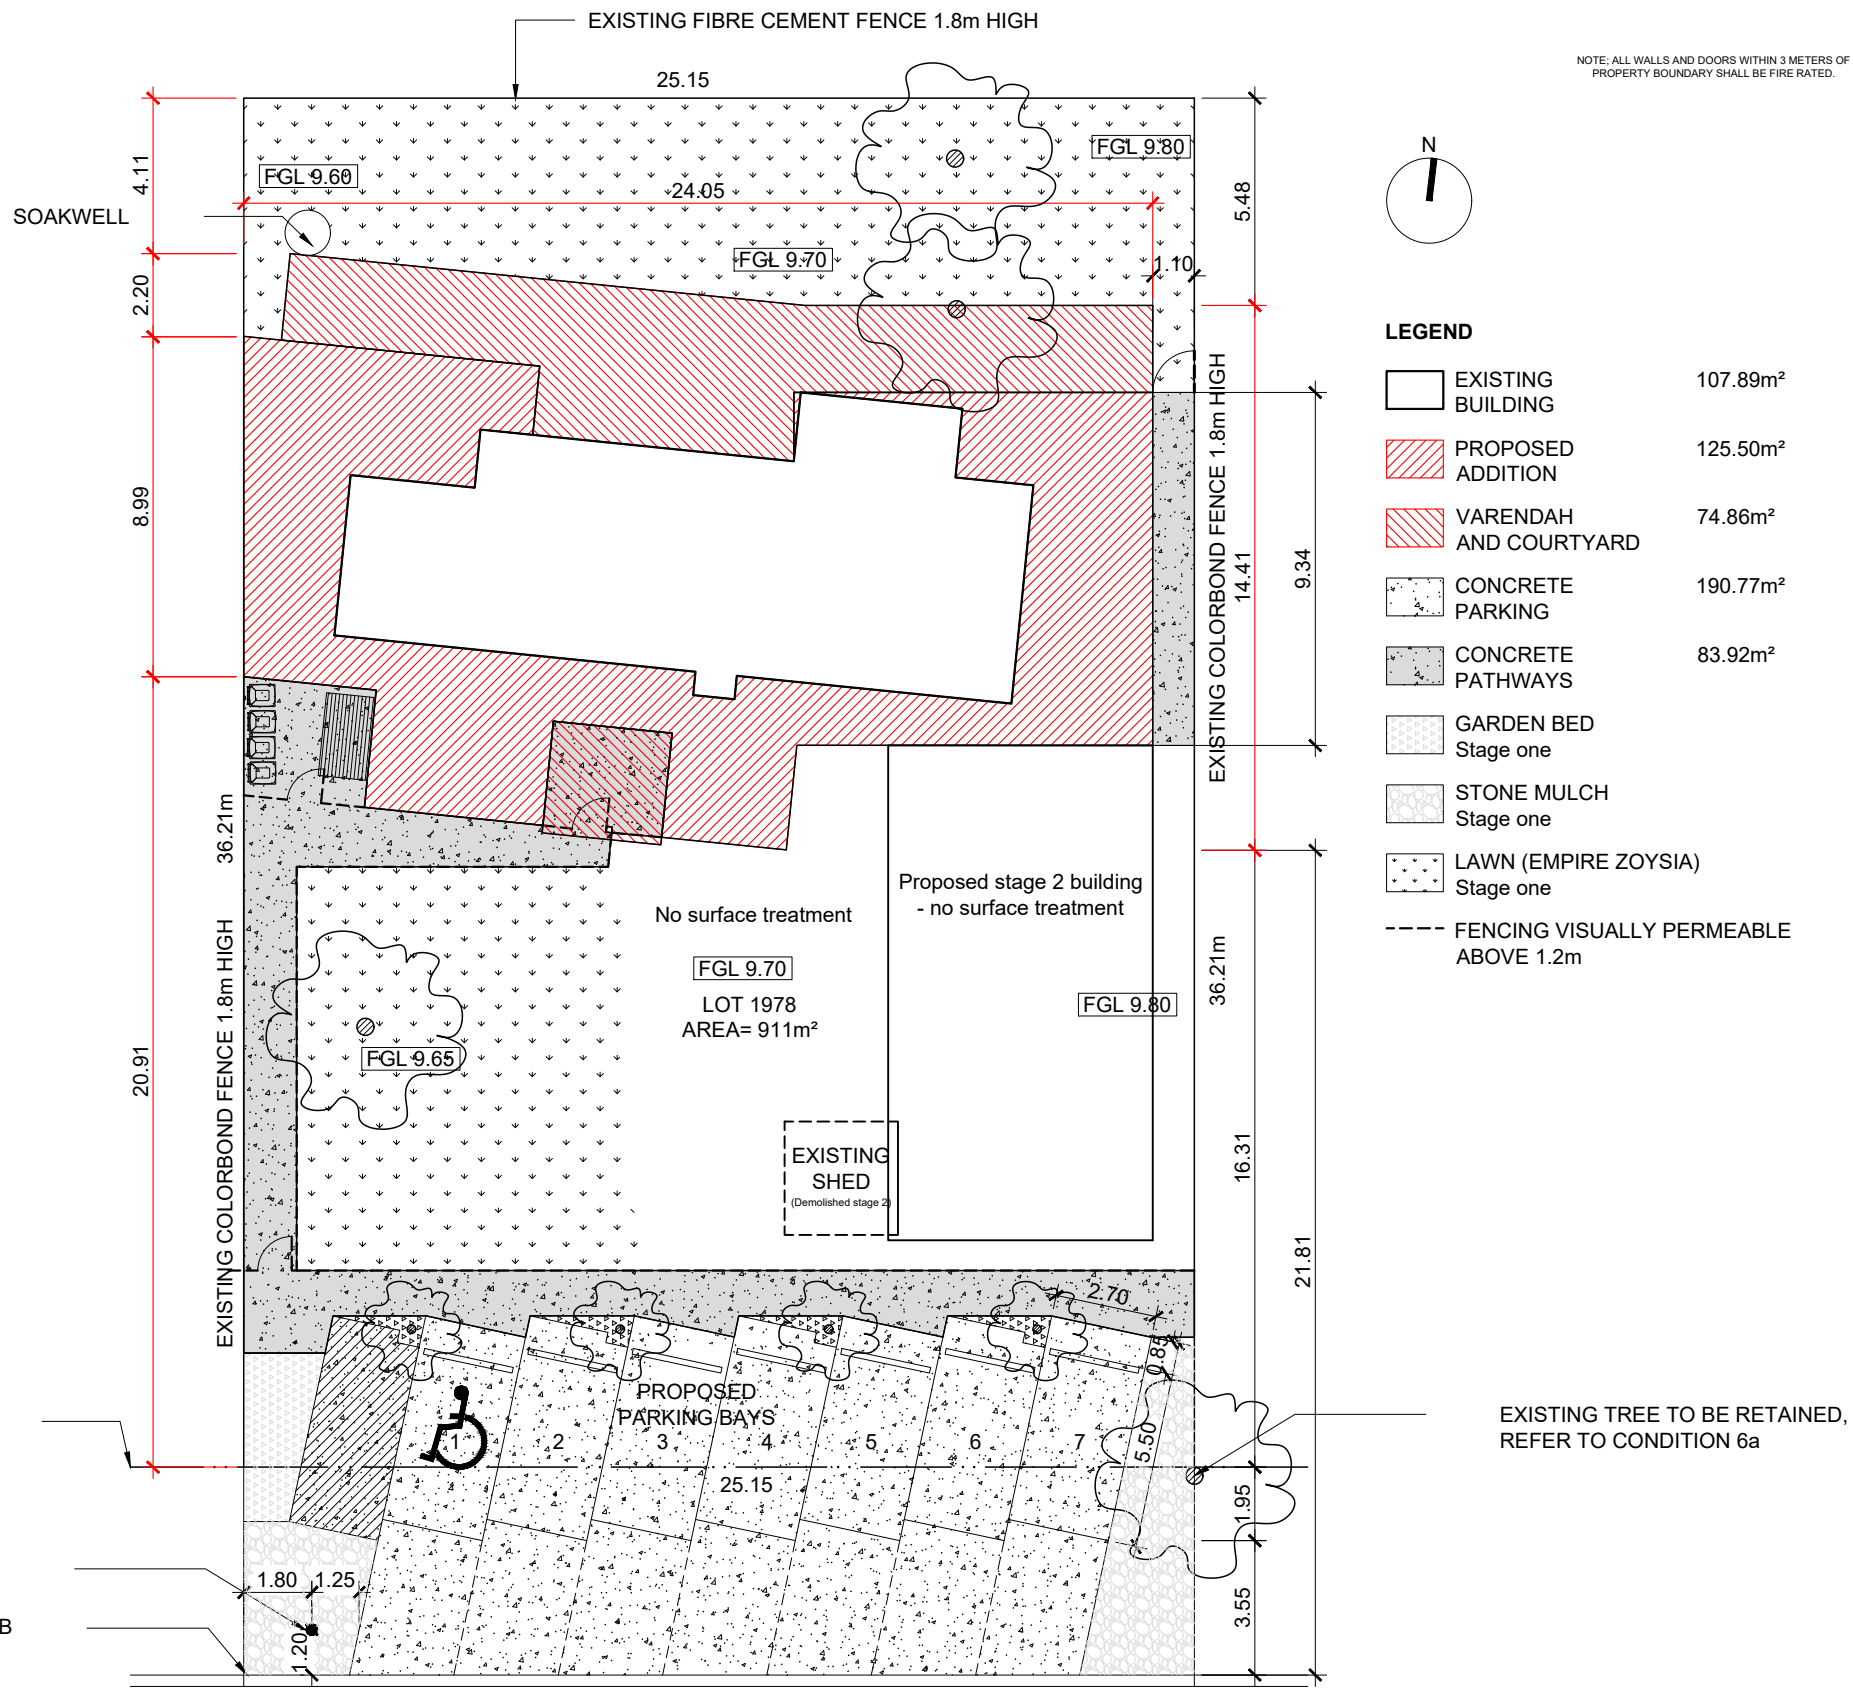 EXISTING FIBRE CEMENT FENCE 1.8m HIGH
NOTE; ALL WALLS AND DOORS WITHIN 3 METERS OF
PROPERTY BOUNDARY SHALL BE FIRE RATED.
25.15
4.11
FGL 9.60
FGL 9.80
N
24.05
5.48
SOAKWELL
FGL 9.70
1.10
2.20
LEGEND
EXISTING
BUILDING
107.89m²
PROPOSED
ADDITION
125.50m²
VARENDAH
AND COURTYARD
74.86m²
CONCRETE
PARKING
190.77m²
CONCRETE
PATHWAYS
83.92m²
GARDEN BED
Stage one
STONE MULCH
Stage one
LAWN (EMPIRE ZOYSIA)
Stage one
FENCING VISUALLY PERMEABLE
ABOVE 1.2m
8.99
EXISTING COLORBOND FENCE 1.8m HIGH
14.41
9.34
36.21m
EXISTING COLORBOND FENCE 1.8m HIGH
20.91
Proposed stage 2 building
- no surface treatment
No surface treatment
FGL 9.70
LOT 1978
AREA= 911m²
FGL 9.80
36.21m
FGL 9.65
EXISTING
SHED
(Demolished stage 2)
16.31
21.81
2.70
0.85
PROPOSED
PARKING BAYS
1
2
3
4
5
6
7
5.50
25.15
EXISTING TREE TO BE RETAINED,
REFER TO CONDITION 6a
1.95
1.80
1.25
1.20
3.55
B